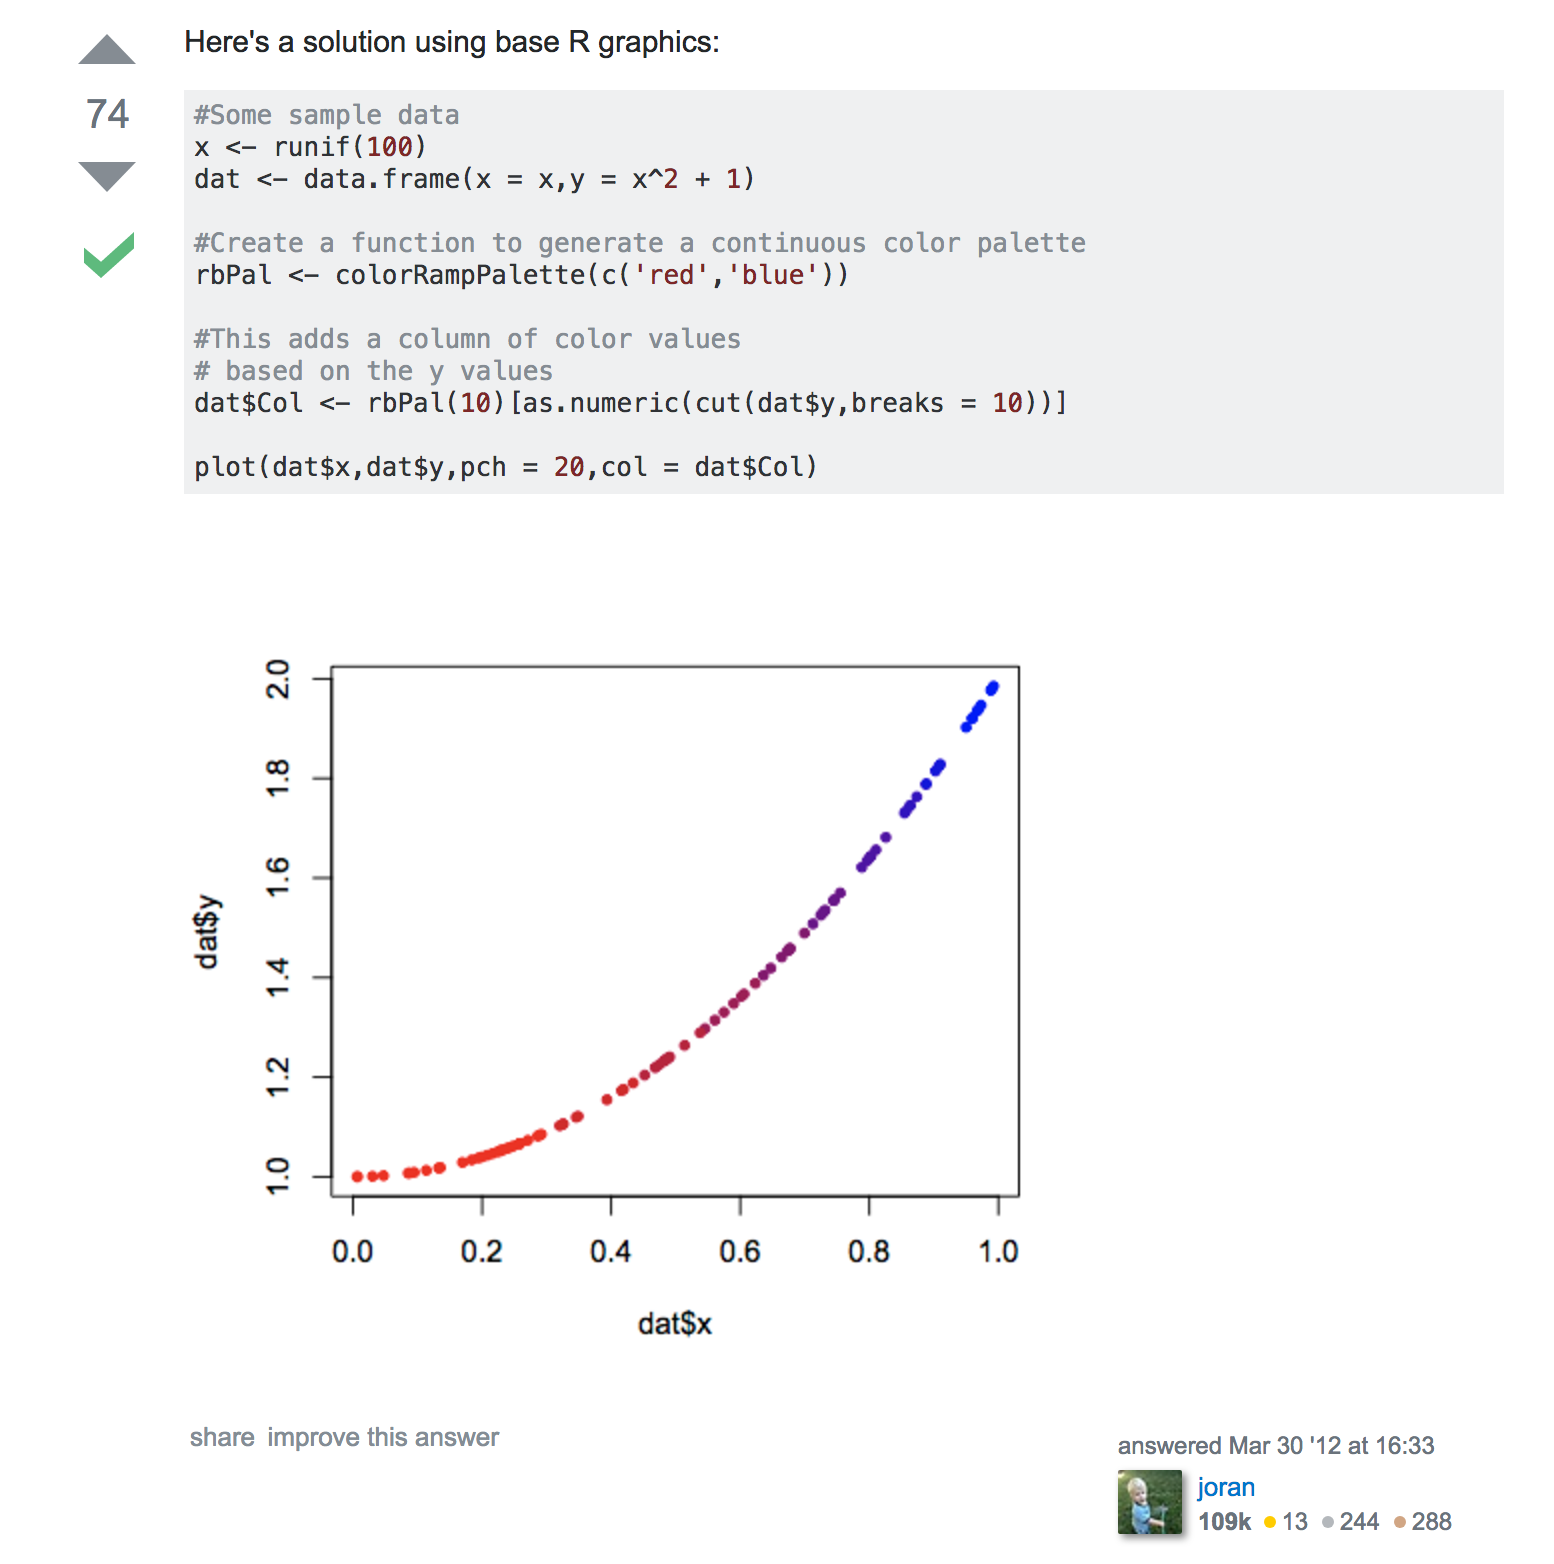 Here's a solution using base R graphics:
74
#Some sample data
x <- runif(100)
dat <- data.frame(x = x,y = x^2 + 1)
#Create a function to generate a continuous color palette
rbPal <- colorRampPalette(c('red','blue'))
#This adds a column of color values
# based on the y values
dat$Col <- rbPal(10)[as.numeric(cut(dat$y,breaks = 10))]
plot(dat$x,dat$y,pch = 20,col = dat$Col)
2.0
1.8
1.6
1.4
1.2
1.0
dat$y
0.0 0.2 0.4 0.6 0.8 1.0
dat$x
share improve this answer
answered Mar 30 '12 at 16:33
joran
109k 13 244 288